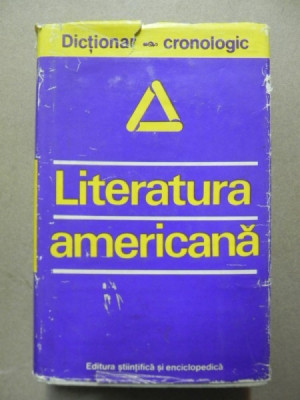 Dicționar cronologic
Literatura
americană
Editura științifică și enciclopedică